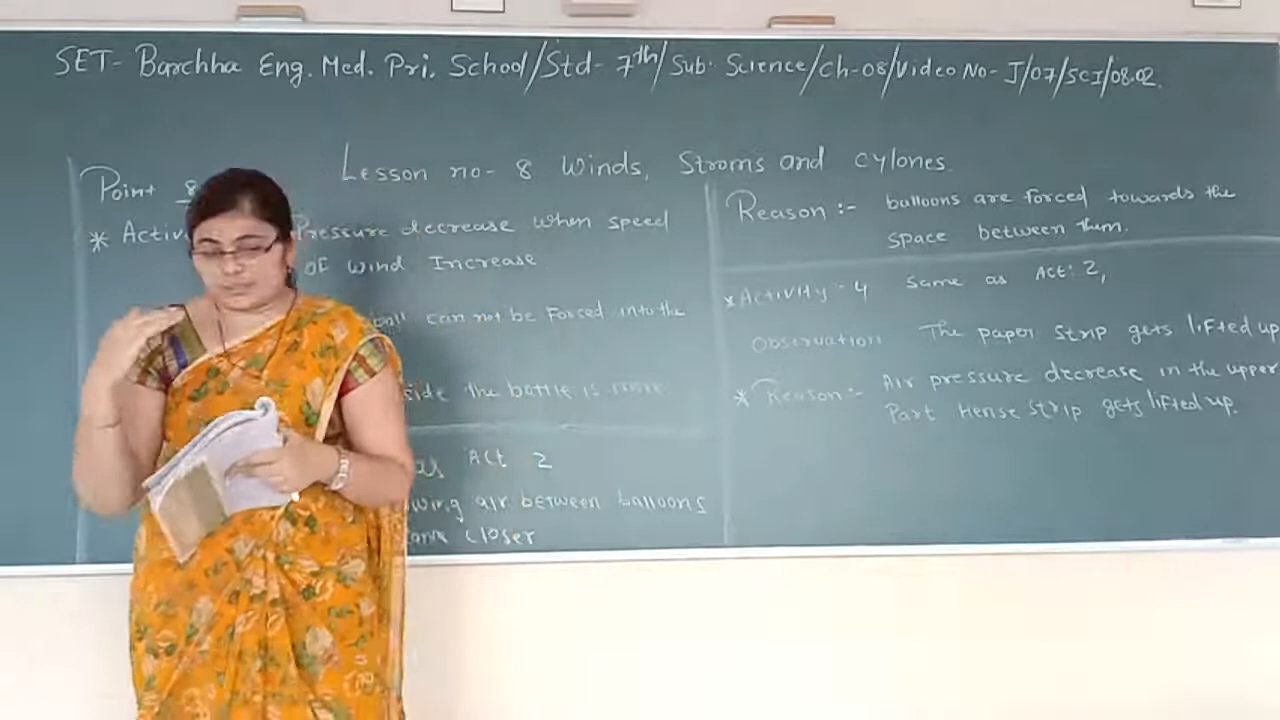 SET- Barchha Eng. Med. Pri. School/Std- 7th/Sub. Science/Ch-08/Video No- J/07/SCI/08.02.
Lesson no- 8 Winds, Stroms and cylones.
Point 8
* Activ Pressure decrease when speed
OF wind Increase
ball can not be Forced into the
side the bottle is more
as Act 2
wing air between balloons
come closer
Reason :- balloons are forced towards the
space between them.
* Activity - 4 Same as Act: 2,
Observation The paper strip gets lifted up
* Reason :- Air pressure decrease in the upper
Part Hense strip gets lifted up.